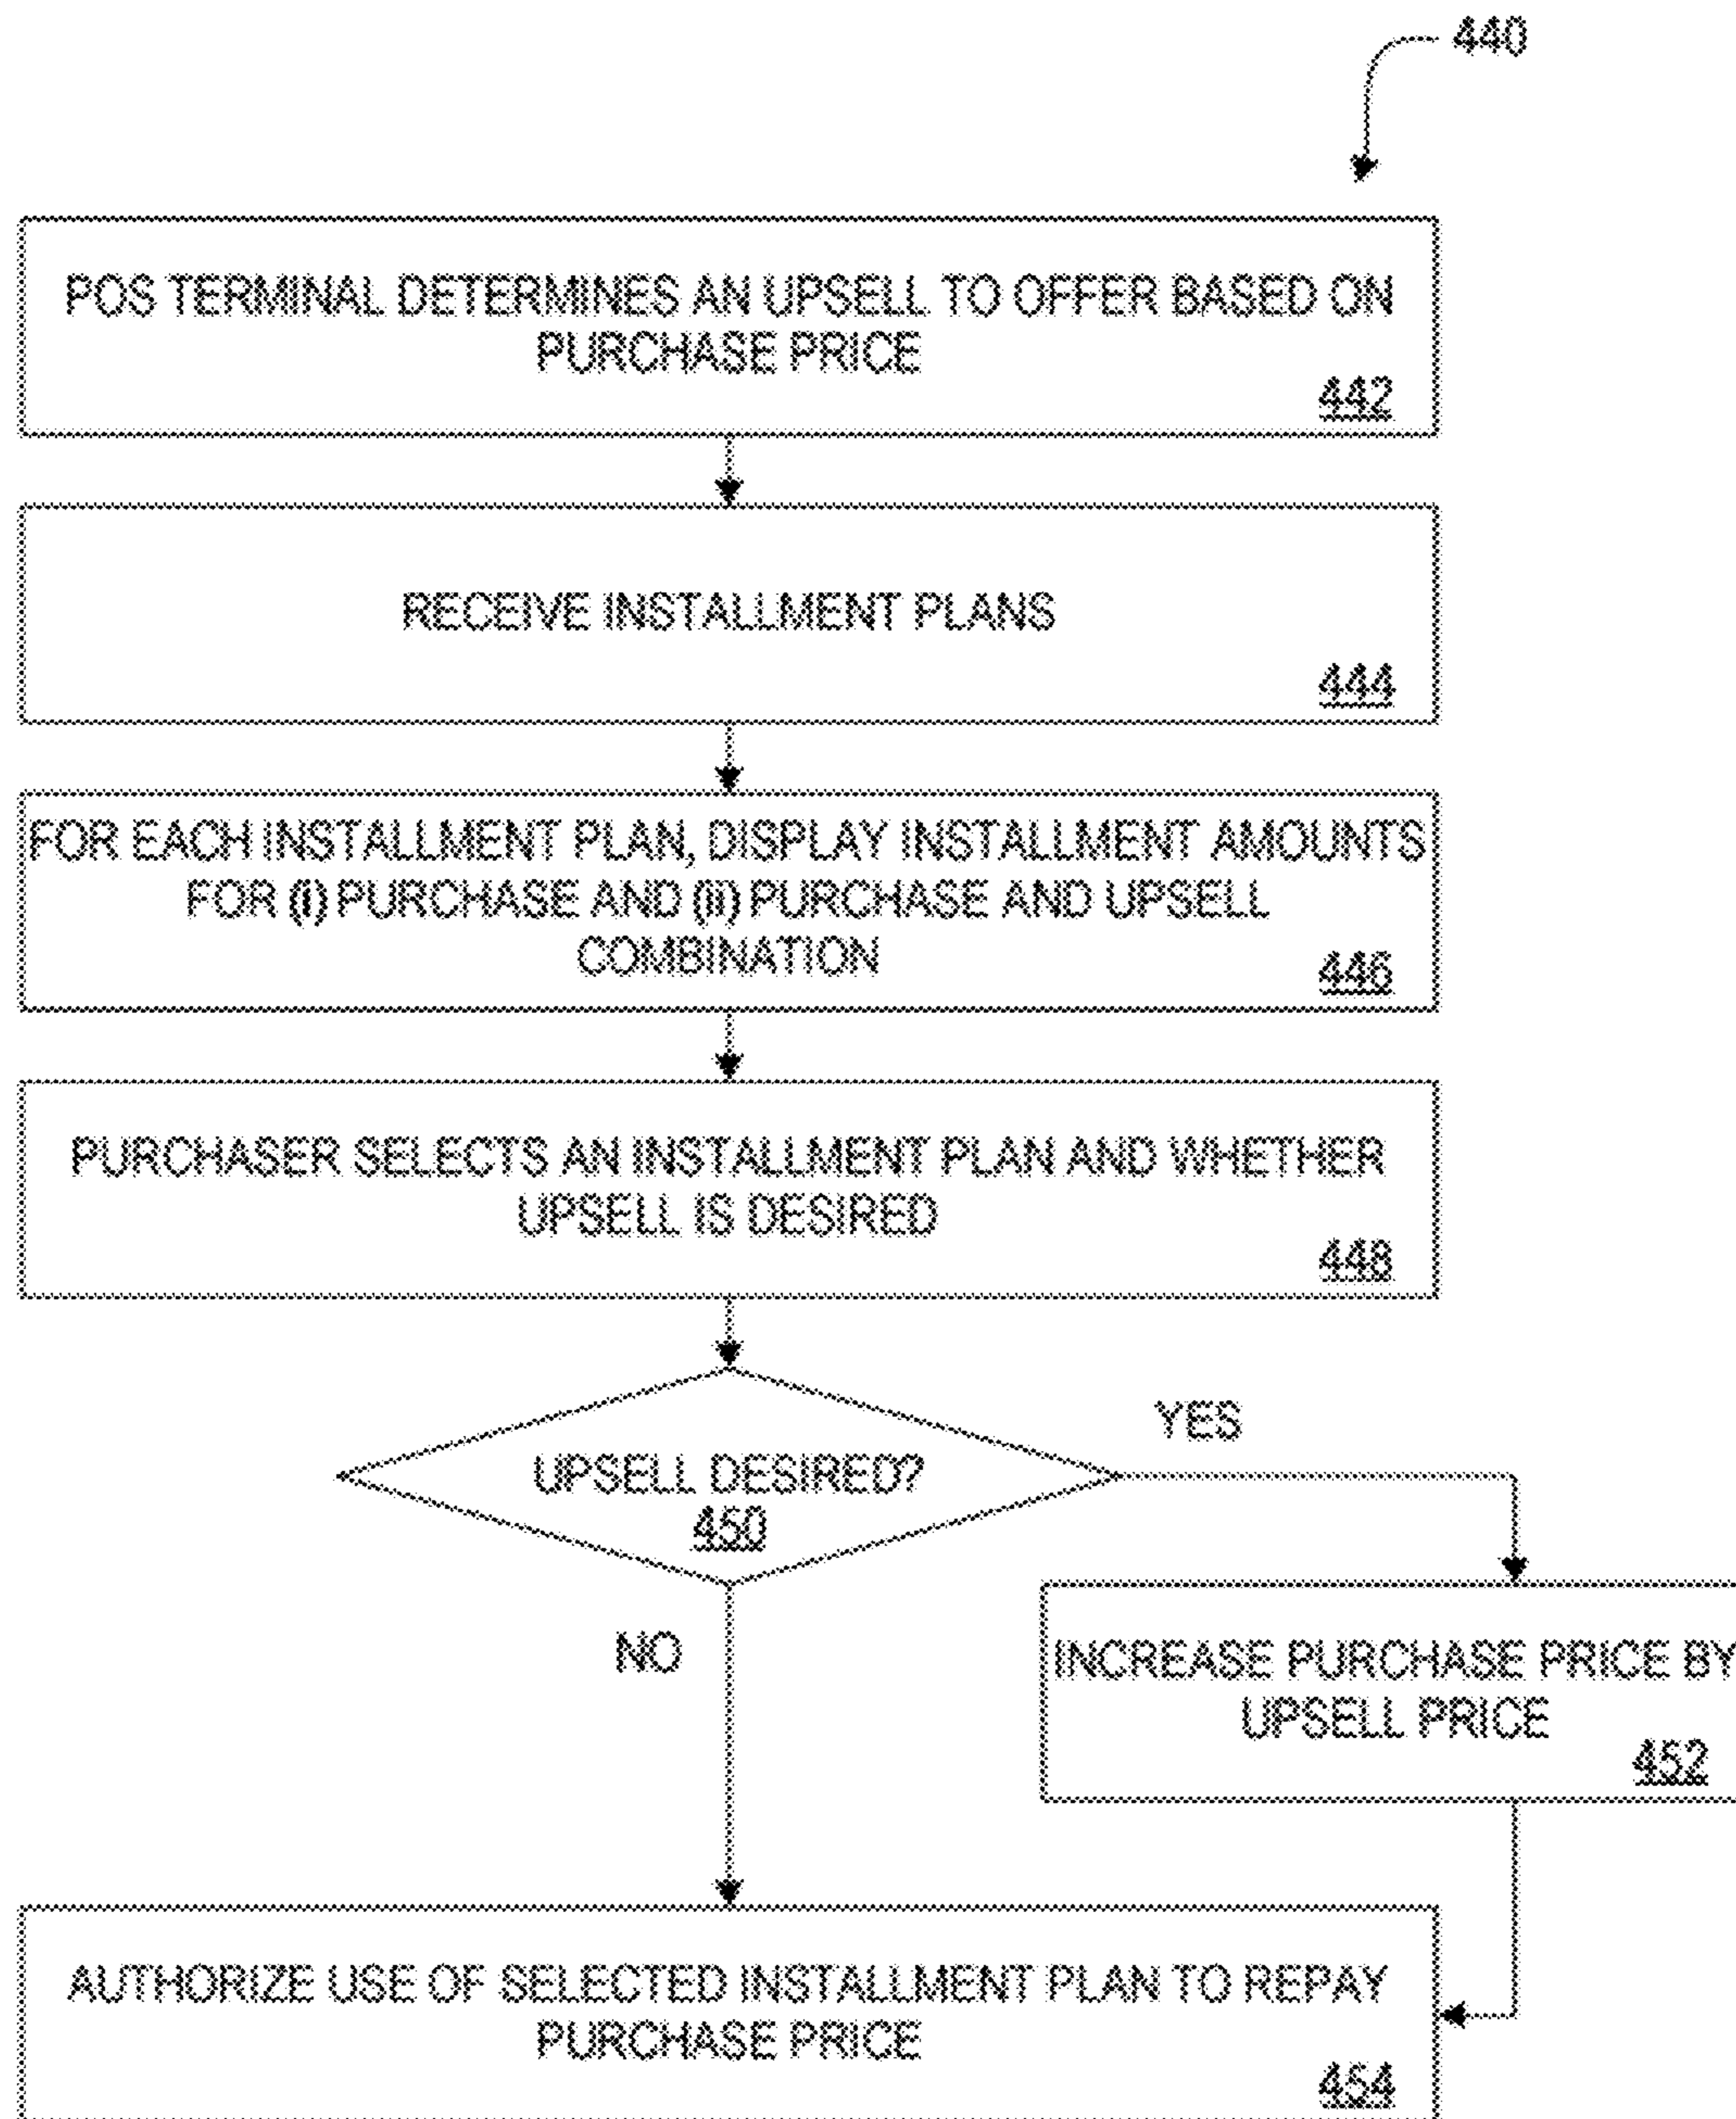 440
POS TERMINAL DETERMINES AN UPSELL TO OFFER BASED ON
PURCHASE PRICE
442
RECEIVE INSTALLMENT PLANS
444
FOR EACH INSTALLMENT PLAN, DISPLAY INSTALLMENT AMOUNTS
FOR (i) PURCHASE AND (ii) PURCHASE AND UPSELL
COMBINATION
446
PURCHASER SELECTS AN INSTALLMENT PLAN AND WHETHER
UPSELL IS DESIRED
448
YES
UPSELL DESIRED?
450
NO
INCREASE PURCHASE PRICE BY
UPSELL PRICE
452
AUTHORIZE USE OF SELECTED INSTALLMENT PLAN TO REPAY
PURCHASE PRICE
454